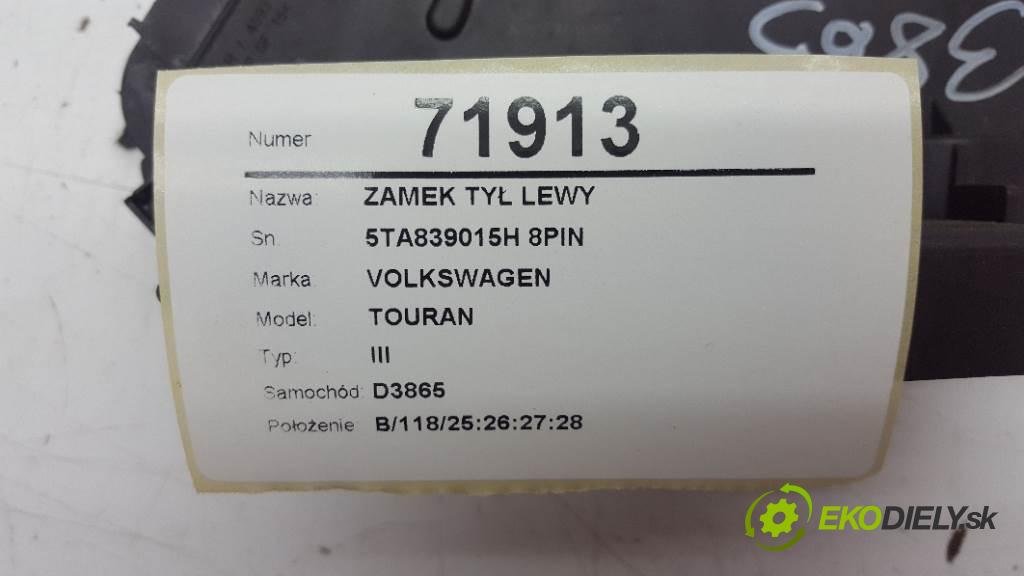 3865
Numer 71913
Nazwa: ZAMEK TYŁ LEWY
Sn. 5TA839015H 8PIN
Marka: VOLKSWAGEN
Model: TOURAN
Typ: III
Samochód: D3865
Położenie: B/118/25:26:27:28
EKODIELY.sk